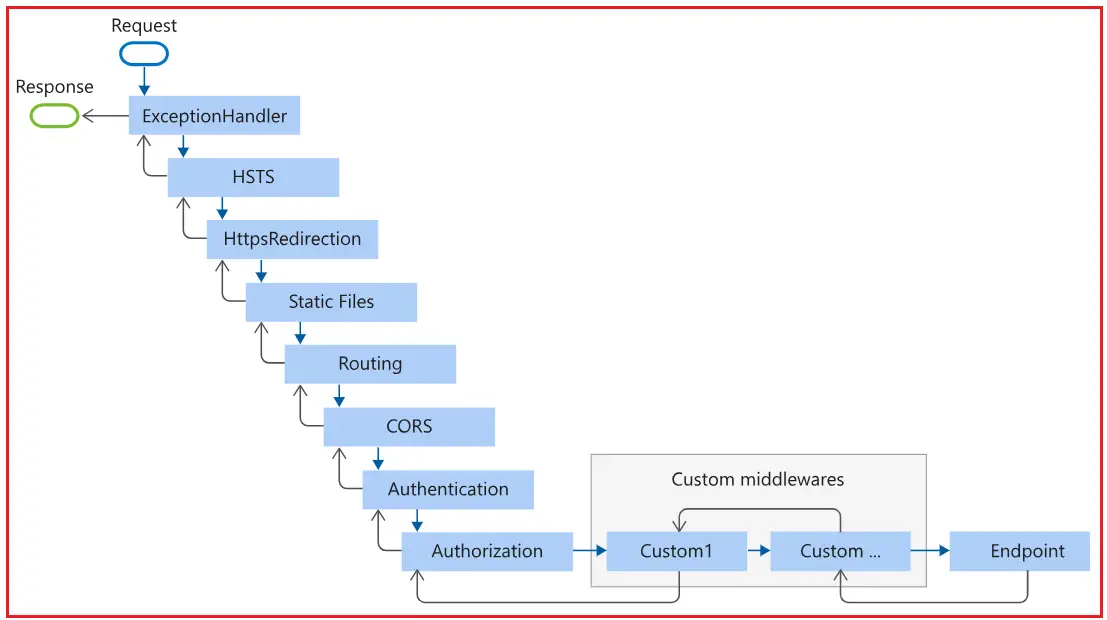 Request
Response
ExceptionHandler
HSTS
HttpsRedirection
Static Files
Routing
CORS
Authentication
Custom middlewares
Authorization
Custom1
Custom ...
Endpoint